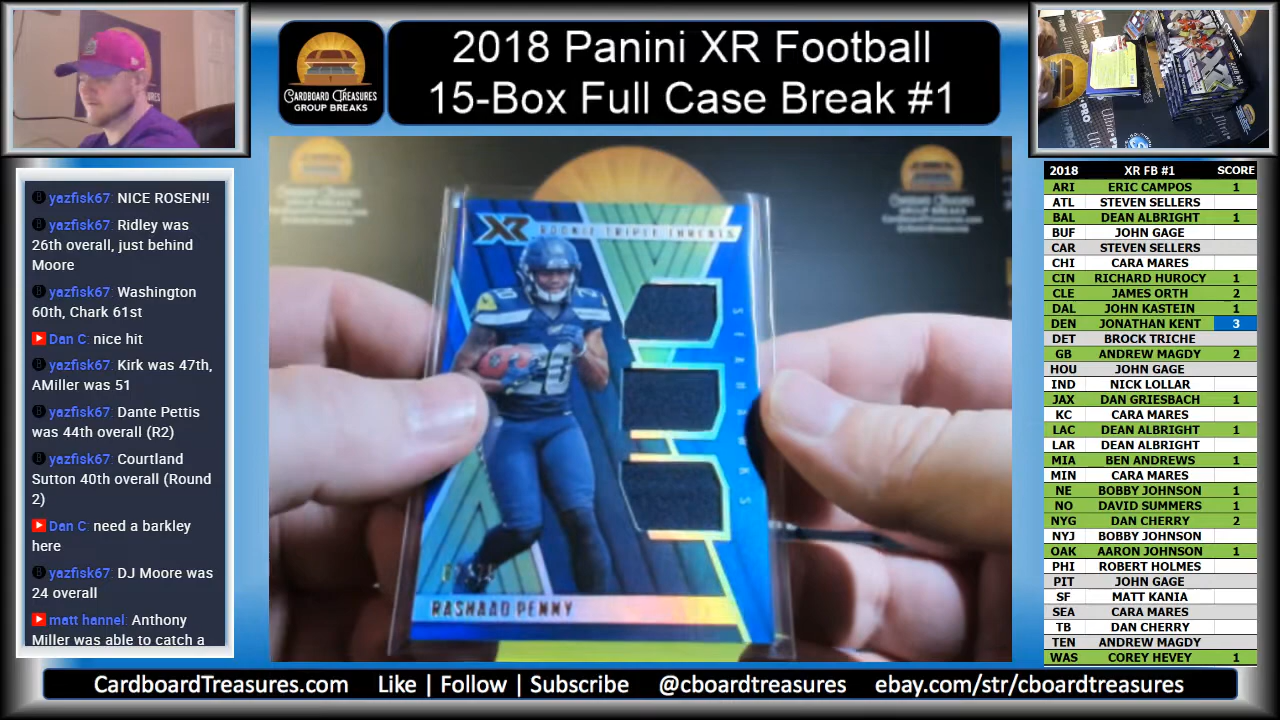 2018 Panini XR Football
15-Box Full Case Break #1
CARDBOARD TREASURES
GROUP BREAKS
yazfisk67: NICE ROSEN!!
yazfisk67: Ridley was
26th overall, just behind
Moore
yazfisk67: Washington
60th, Chark 61st
Dan C: nice hit
yazfisk67: Kirk was 47th,
AMiller was 51
yazfisk67: Dante Pettis
was 44th overall (R2)
yazfisk67: Courtland
Sutton 40th overall (Round
2)
Dan C: need a barkley
here
yazfisk67: DJ Moore was
24 overall
matt hannel: Anthony
Miller was able to catch a
XR
ROOKIE TRIPLE THREATS
SEAHAWKS
20
RASHAAD PENNY
2018 XR FB #1 SCORE
ARI ERIC CAMPOS 1
ATL STEVEN SELLERS
BAL DEAN ALBRIGHT 1
BUF JOHN GAGE
CAR STEVEN SELLERS
CHI CARA MARES
CIN RICHARD HUROCY 1
CLE JAMES ORTH 2
DAL JOHN KASTEIN 1
DEN JONATHAN KENT 3
DET BROCK TRICHE
GB ANDREW MAGDY 2
HOU JOHN GAGE
IND NICK LOLLAR
JAX DAN GRIESBACH 1
KC CARA MARES
LAC DEAN ALBRIGHT 1
LAR DEAN ALBRIGHT
MIA BEN ANDREWS 1
MIN CARA MARES
NE BOBBY JOHNSON 1
NO DAVID SUMMERS 1
NYG DAN CHERRY 2
NYJ BOBBY JOHNSON
OAK AARON JOHNSON 1
PHI ROBERT HOLMES
PIT JOHN GAGE
SF MATT KANIA
SEA CARA MARES
TB DAN CHERRY
TEN ANDREW MAGDY
WAS COREY HEVEY 1
CardboardTreasures.com Like | Follow | Subscribe @cboardtreasures ebay.com/str/cboardtreasures